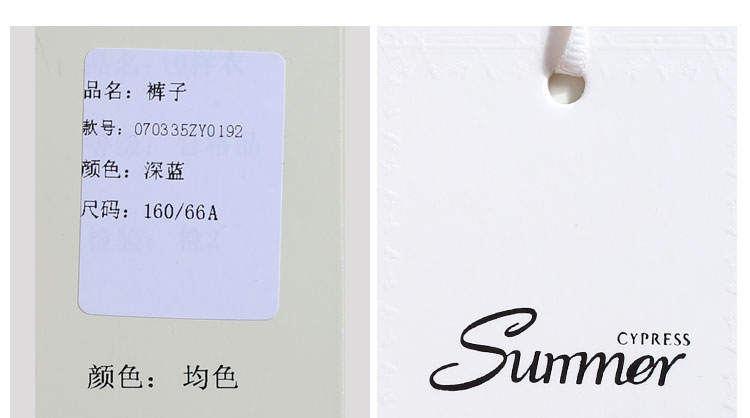 品名：裤子
款号：070335ZY0192
颜色：深蓝
尺码：160/66A
颜色： 均色
CYPRESS
Summer